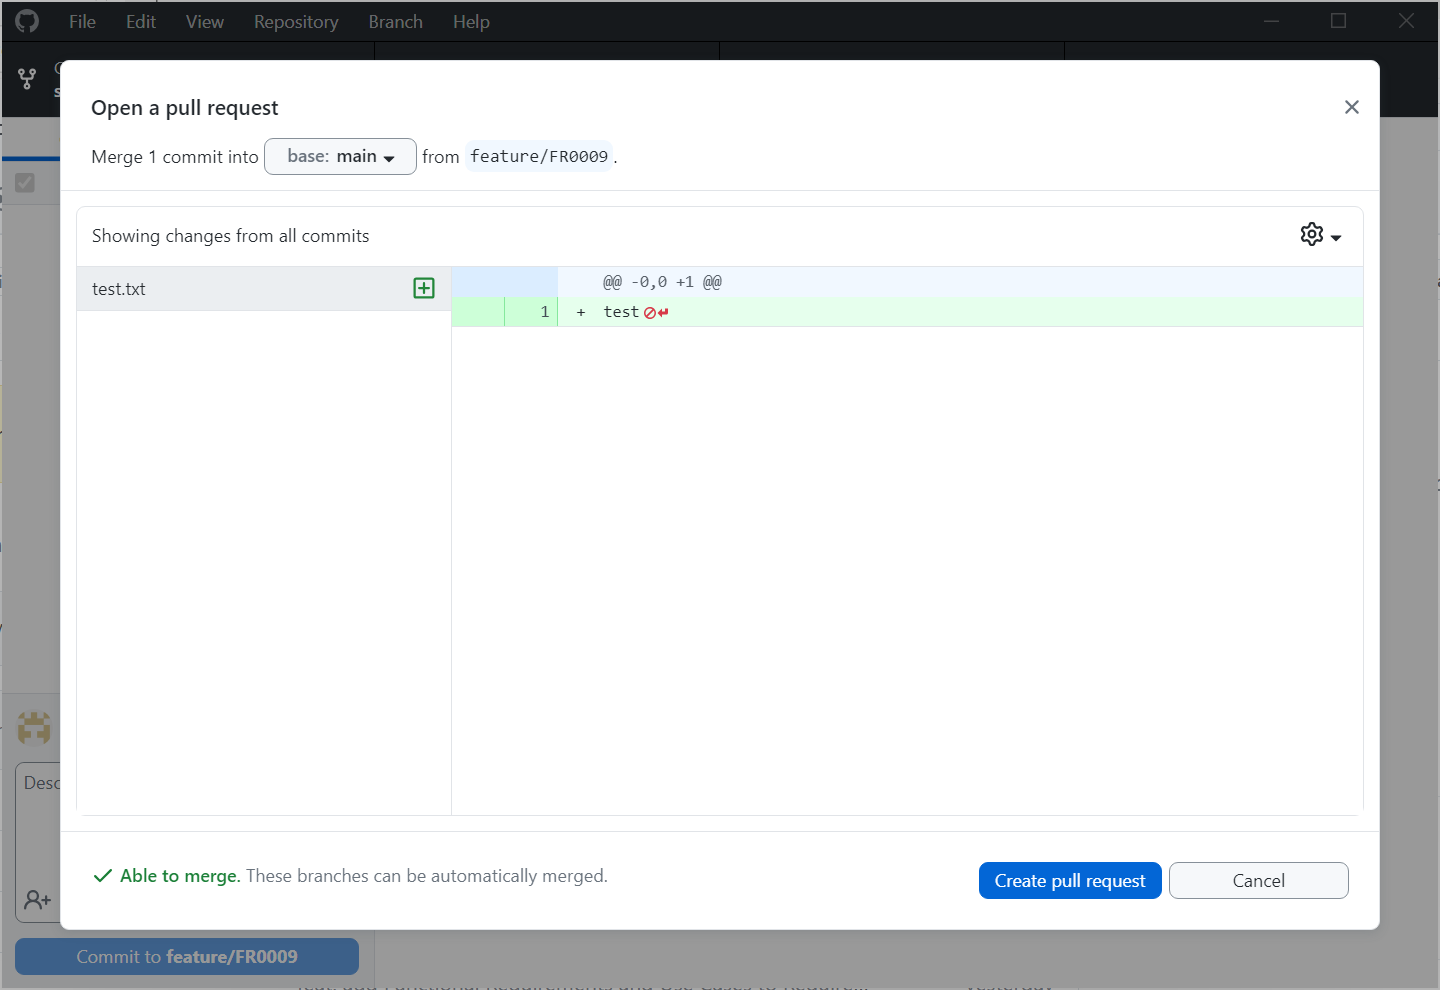 File Edit View Repository Branch Help
Open a pull request
Merge 1 commit into base: main from feature/FR0009.
Showing changes from all commits
test.txt
@@ -0,0 +1 @@
1 + test
Able to merge. These branches can be automatically merged.
Create pull request Cancel
Desc
Commit to feature/FR0009
yesterday